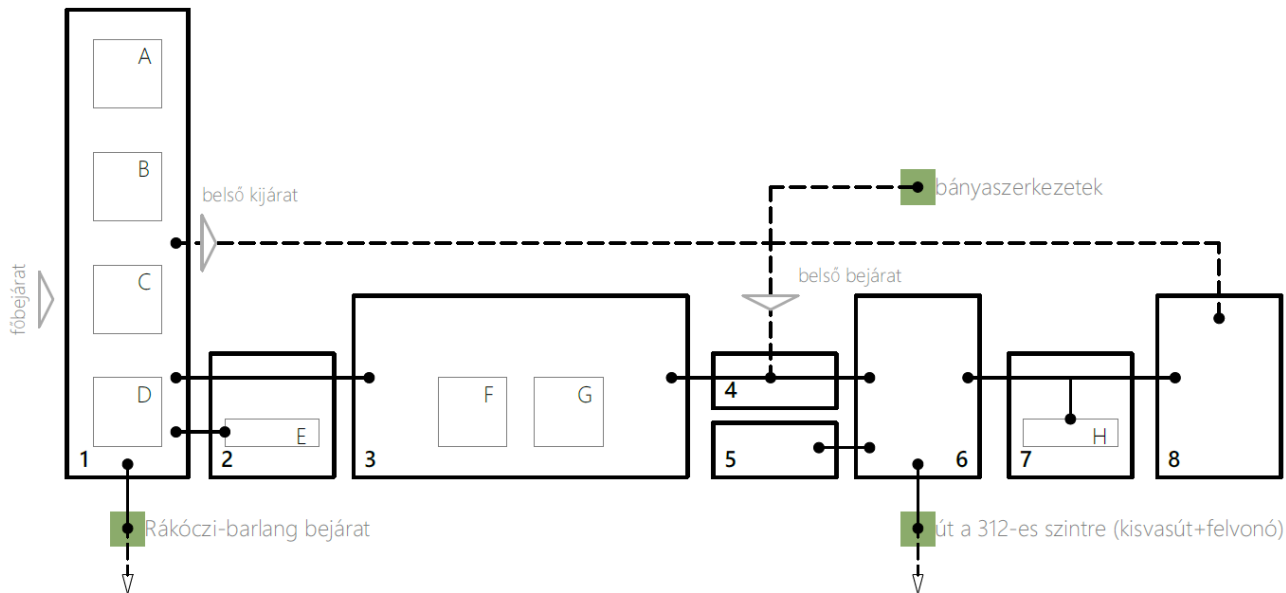 A
B
belső kijárat
bányaszerkezetek
C
belső bejárat
főbejárat
D
E
F
G
H
1
2
3
4
5
6
7
8
Rákóczi-barlang bejárat
út a 312-es szintre (kisvasút+felvonó)